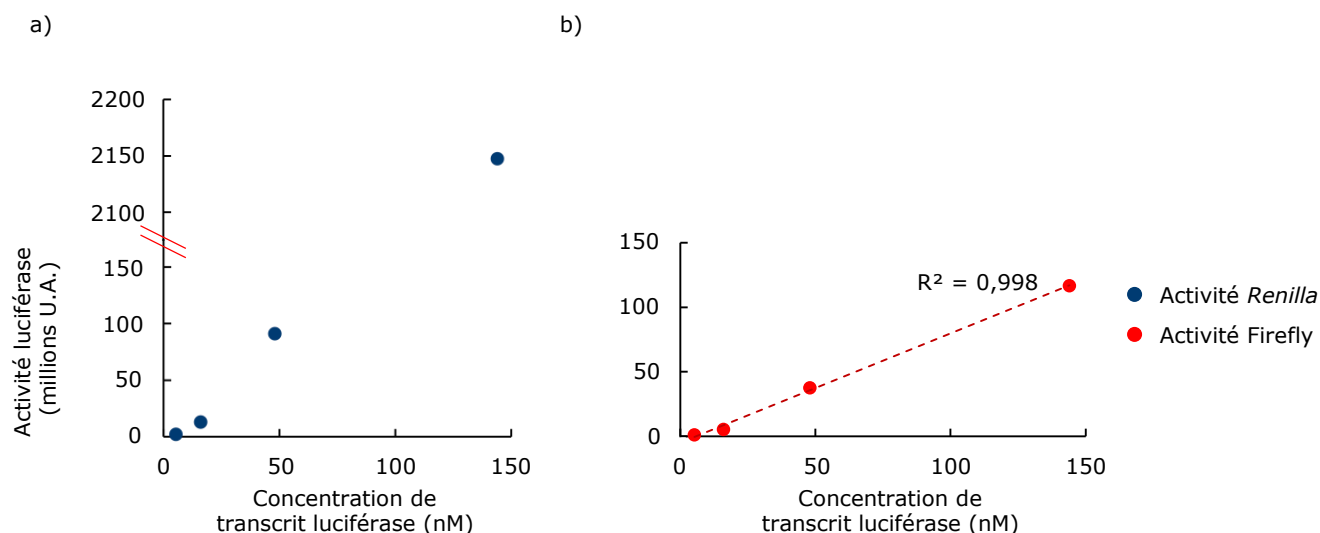 a)
2200
2150
2100
150
100
50
0
0 50 100 150
Activité luciférase
(millions U.A.)
Concentration de
transcrit luciférase (nM)
b)
150
100
50
0
0 50 100 150
R² = 0,998
Concentration de
transcrit luciférase (nM)
Activité Renilla
Activité Firefly